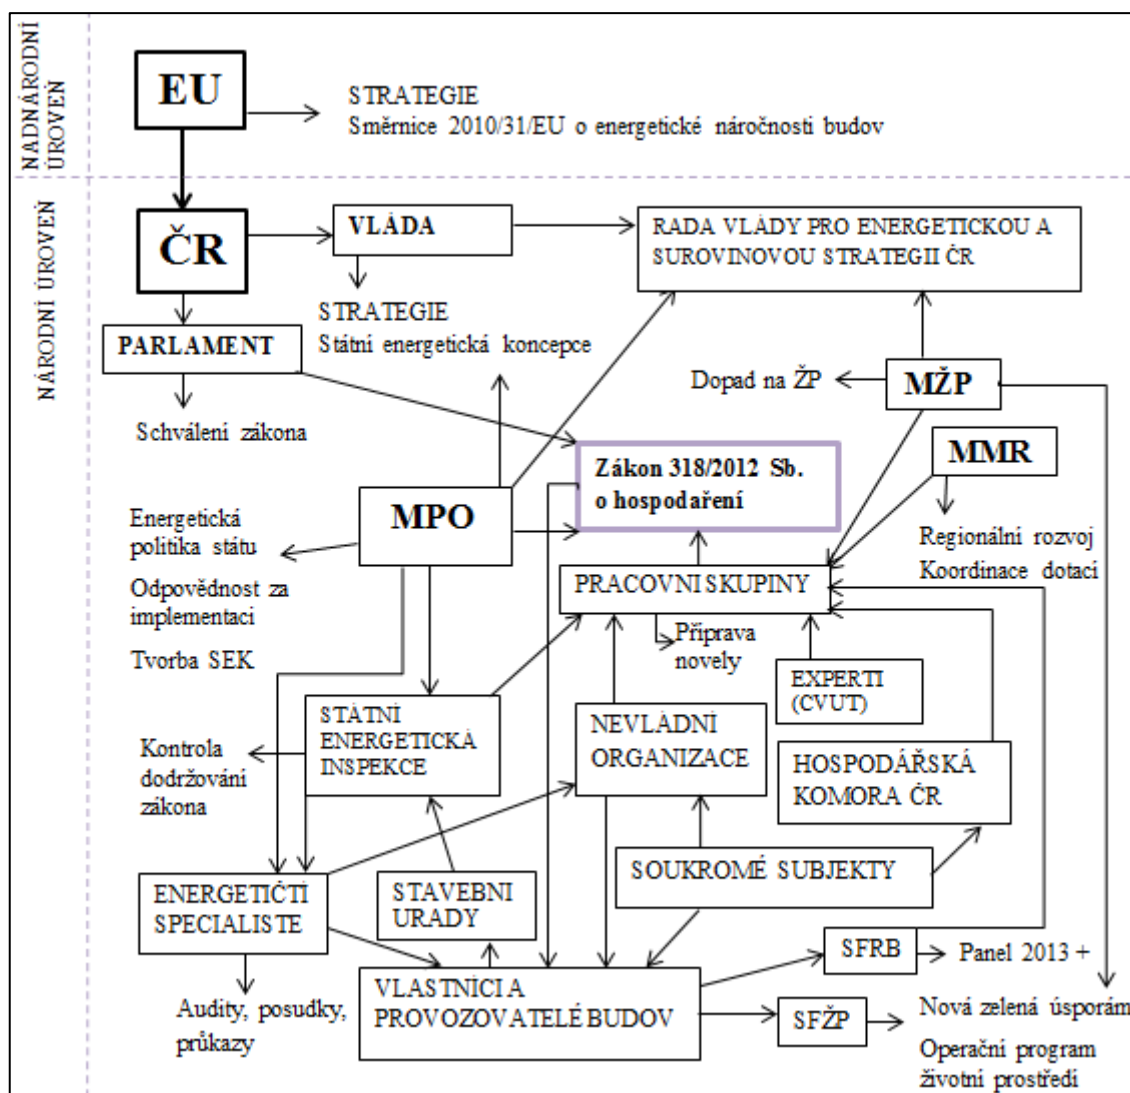 NADNÁRODNÍ
ÚROVEŇ
EU
STRATEGIE
Směrnice 2010/31/EU o energetické náročnosti budov
NÁRODNÍ ÚROVEŇ
ČR
VLÁDA
RADA VLÁDY PRO ENERGETICKOU A
SUROVINOVOU STRATEGII ČR
STRATEGIE
Státní energetická koncepce
PARLAMENT
Schválení zákona
Dopad na ŽP
MŽP
MMR
Regionální rozvoj
Koordinace dotací
Zákon 318/2012 Sb.
o hospodaření
MPO
Energetická
politika státu
Odpovědnost za
implementaci
Tvorba SEK
PRACOVNI SKUPINY
Příprava
novely
EXPERTI
(CVUT)
STÁTNÍ
ENERGETICKÁ
INSPEKCE
NEVLÁDNÍ
ORGANIZACE
HOSPODÁŘSKÁ
KOMORA ČR
Kontrola
dodržování
zákona
SOUKROMÉ SUBJEKTY
ENERGETIČTÍ
SPECIALISTE
STAVEBNI
URADY
SFRB
Panel 2013 +
VLASTNÍCI A
PROVOZOVATELÉ BUDOV
SFŽP
Nová zelená úsporám
Operační program
životní prostředí
Audity, posudky,
průkazy